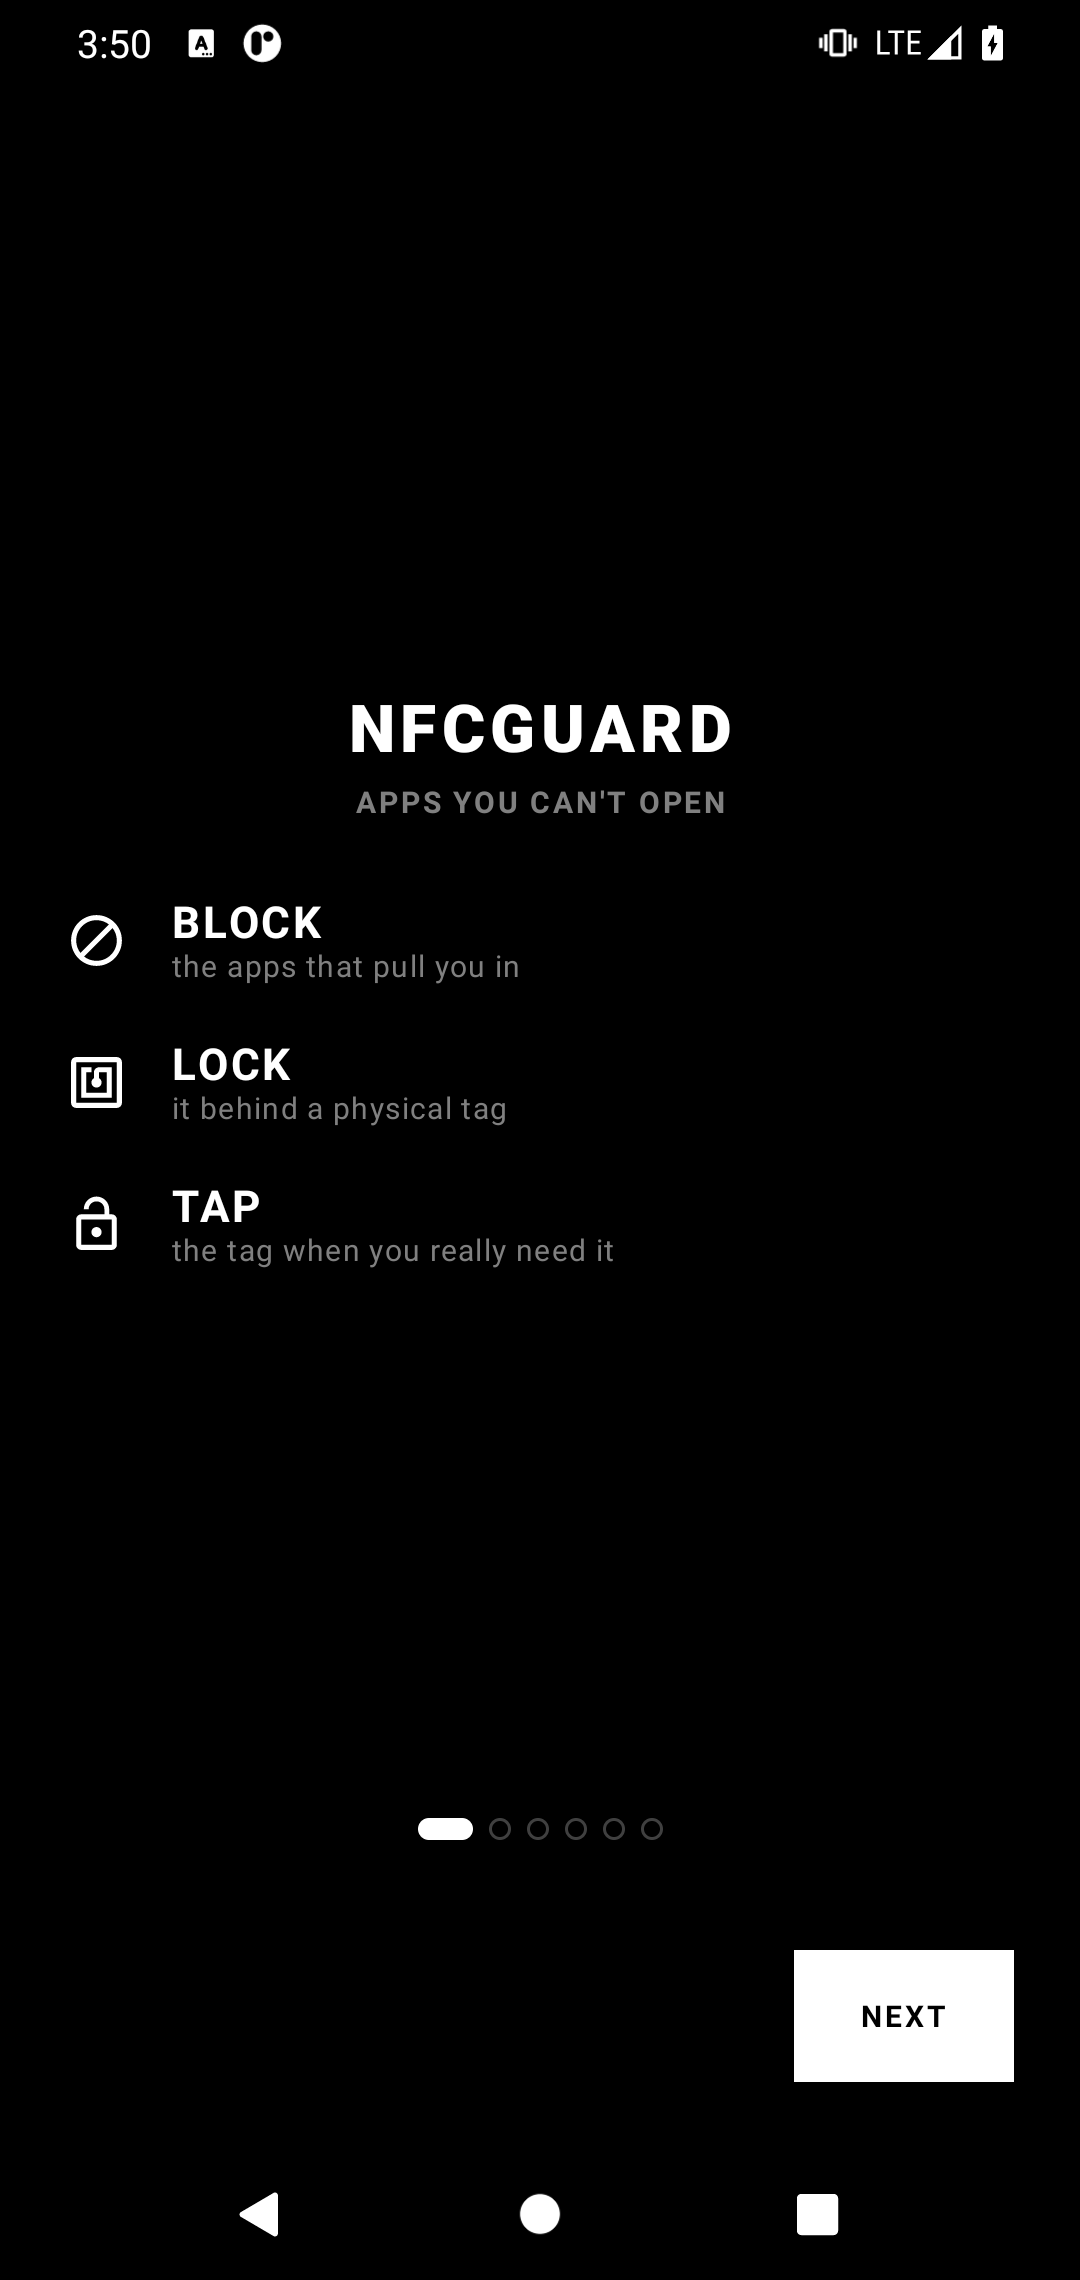 3:50
LTE
NFCGUARD
APPS YOU CAN'T OPEN
BLOCK
the apps that pull you in
LOCK
it behind a physical tag
TAP
the tag when you really need it
NEXT